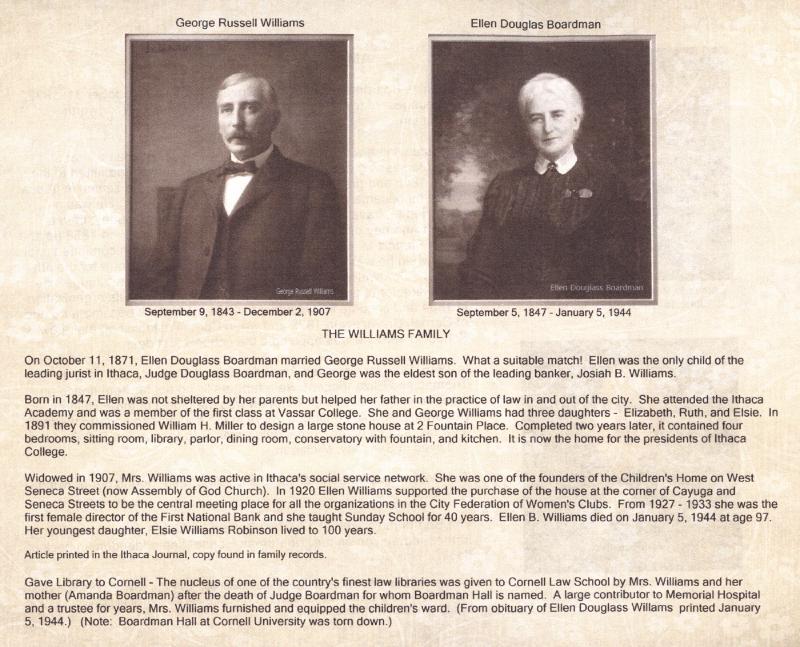 George Russell Williams
Ellen Douglas Boardman
George Russell Williams
Ellen Douglass Boardman
September 9, 1843 - December 2, 1907
September 5, 1847 - January 5, 1944
THE WILLIAMS FAMILY
On October 11, 1871, Ellen Douglass Boardman married George Russell Williams. What a suitable match! Ellen was the only child of the
leading jurist in Ithaca, Judge Douglass Boardman, and George was the eldest son of the leading banker, Josiah B. Williams.
Born in 1847, Ellen was not sheltered by her parents but helped her father in the practice of law in and out of the city. She attended the Ithaca
Academy and was a member of the first class at Vassar College. She and George Williams had three daughters - Elizabeth, Ruth, and Elsie. In
1891 they commissioned William H. Miller to design a large stone house at 2 Fountain Place. Completed two years later, it contained four
bedrooms, sitting room, library, parlor, dining room, conservatory with fountain, and kitchen. It is now the home for the presidents of Ithaca
College.
Widowed in 1907, Mrs. Williams was active in Ithaca's social service network. She was one of the founders of the Children's Home on West
Seneca Street (now Assembly of God Church). In 1920 Ellen Williams supported the purchase of the house at the corner of Cayuga and
Seneca Streets to be the central meeting place for all the organizations in the City Federation of Women's Clubs. From 1927 - 1933 she was the
first female director of the First National Bank and she taught Sunday School for 40 years. Ellen B. Williams died on January 5, 1944 at age 97.
Her youngest daughter, Elsie Williams Robinson lived to 100 years.
Article printed in the Ithaca Journal, copy found in family records.
Gave Library to Cornell - The nucleus of one of the country's finest law libraries was given to Cornell Law School by Mrs. Williams and her
mother (Amanda Boardman) after the death of Judge Boardman for whom Boardman Hall is named. A large contributor to Memorial Hospital
and a trustee for years, Mrs. Williams furnished and equipped the children's ward. (From obituary of Ellen Douglass Willams printed January
5, 1944.) (Note: Boardman Hall at Cornell University was torn down.)